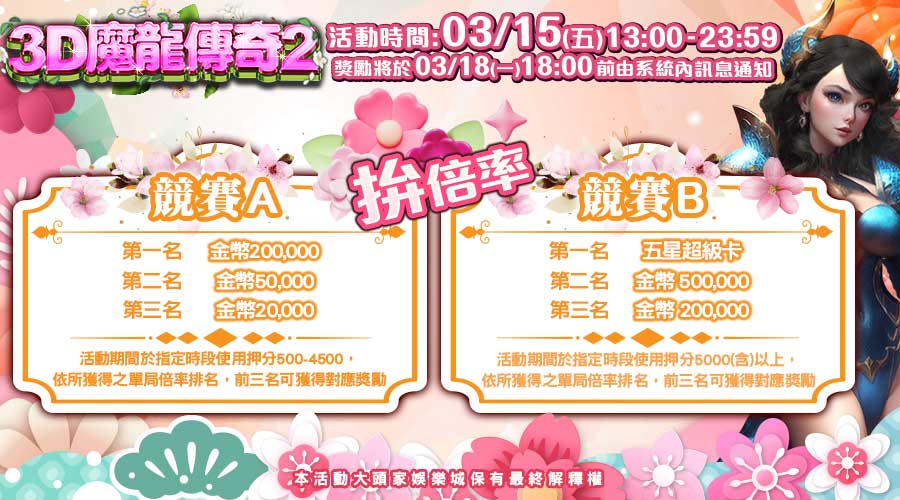 3D魔龍傳奇2
活動時間:03/15(五)13:00-23:59
獎勵將於03/18(一)18:00前由系統內訊息通知
拚倍率
競賽A
第一名 金幣200,000
第二名 金幣50,000
第三名 金幣20,000
活動期間於指定時段使用押分500-4500，
依所獲得之單局倍率排名，前三名可獲得對應獎勵
競賽B
第一名 五星超級卡
第二名 金幣 500,000
第三名 金幣 200,000
活動期間於指定時段使用押分5000(含)以上，
依所獲得之單局倍率排名，前三名可獲得對應獎勵
本活動大頭家娛樂城保有最終解釋權